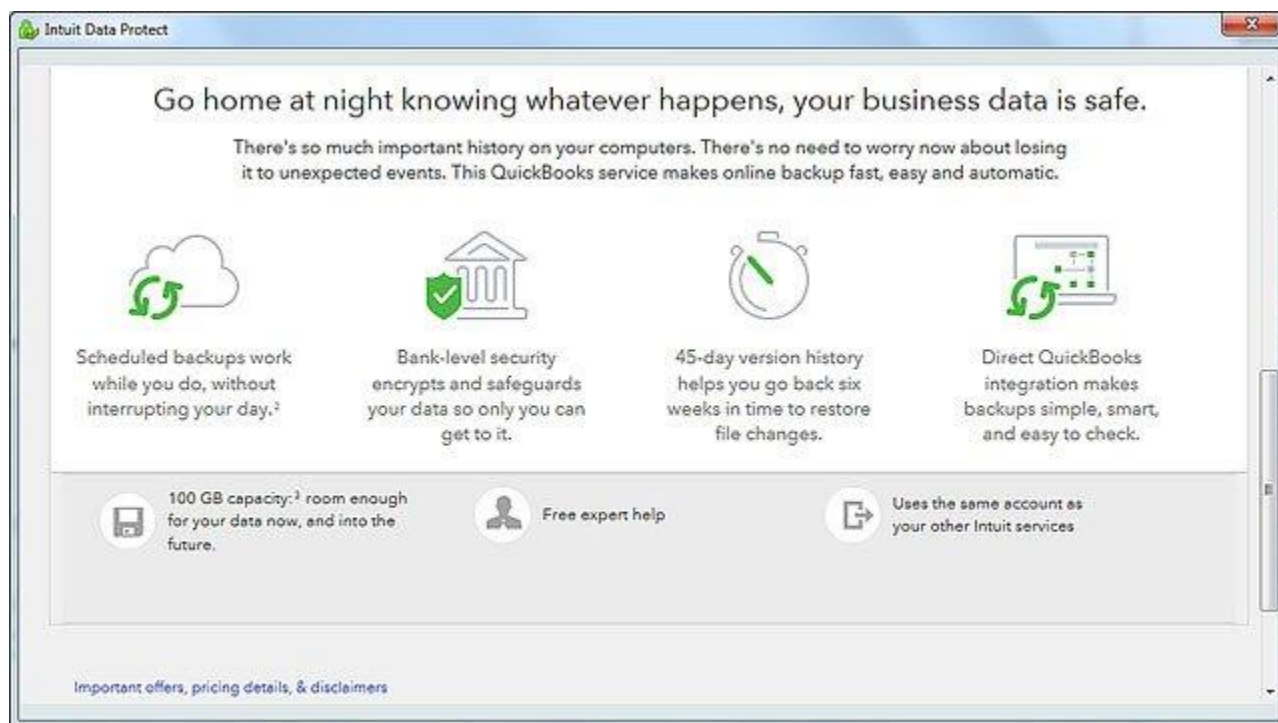 Intuit Data Protect
Go home at night knowing whatever happens, your business data is safe.
There's so much important history on your computers. There's no need to worry now about losing
it to unexpected events. This QuickBooks service makes online backup fast, easy and automatic.
Scheduled backups work
while you do, without
interrupting your day.²
Bank-level security
encrypts and safeguards
your data so only you can
get to it.
45-day version history
helps you go back six
weeks in time to restore
file changes.
Direct QuickBooks
integration makes
backups simple, smart,
and easy to check.
100 GB capacity:³ room enough
for your data now, and into the
future.
Free expert help
Uses the same account as
your other Intuit services
Important offers, pricing details, & disclaimers